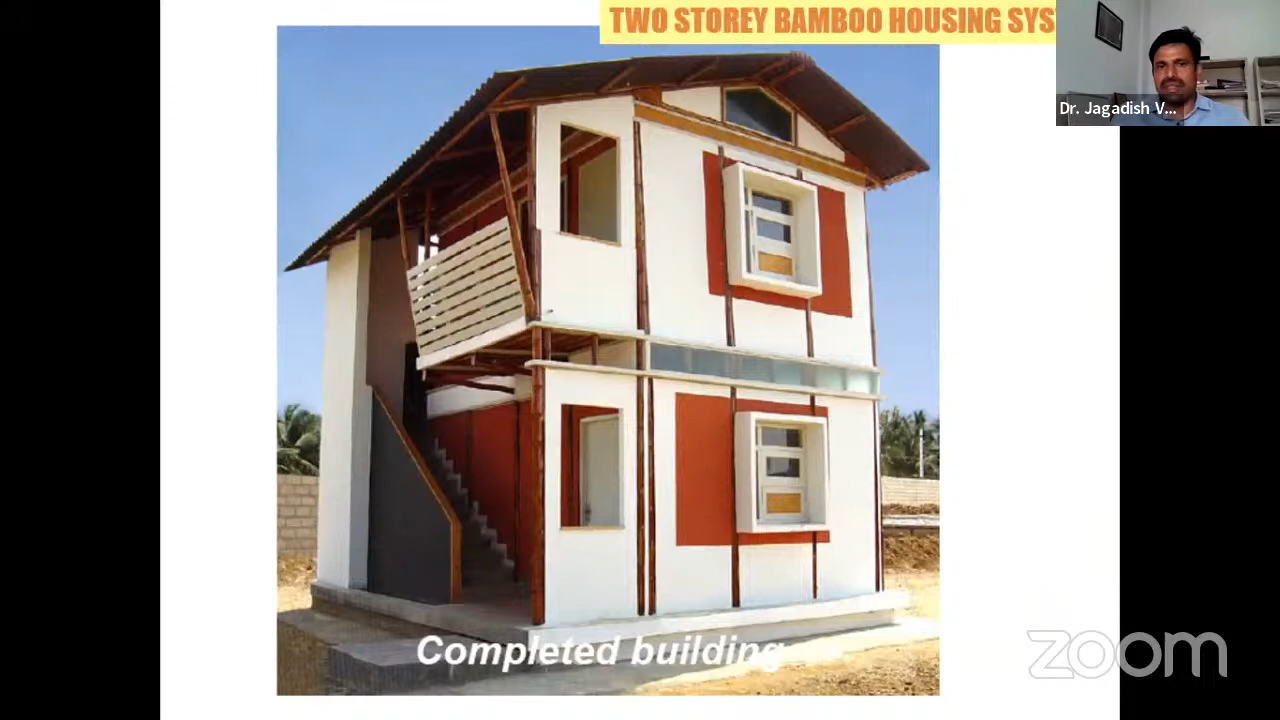 TWO STOREY BAMBOO HOUSING SYS
Dr. Jagadish V...
Completed building
zoom